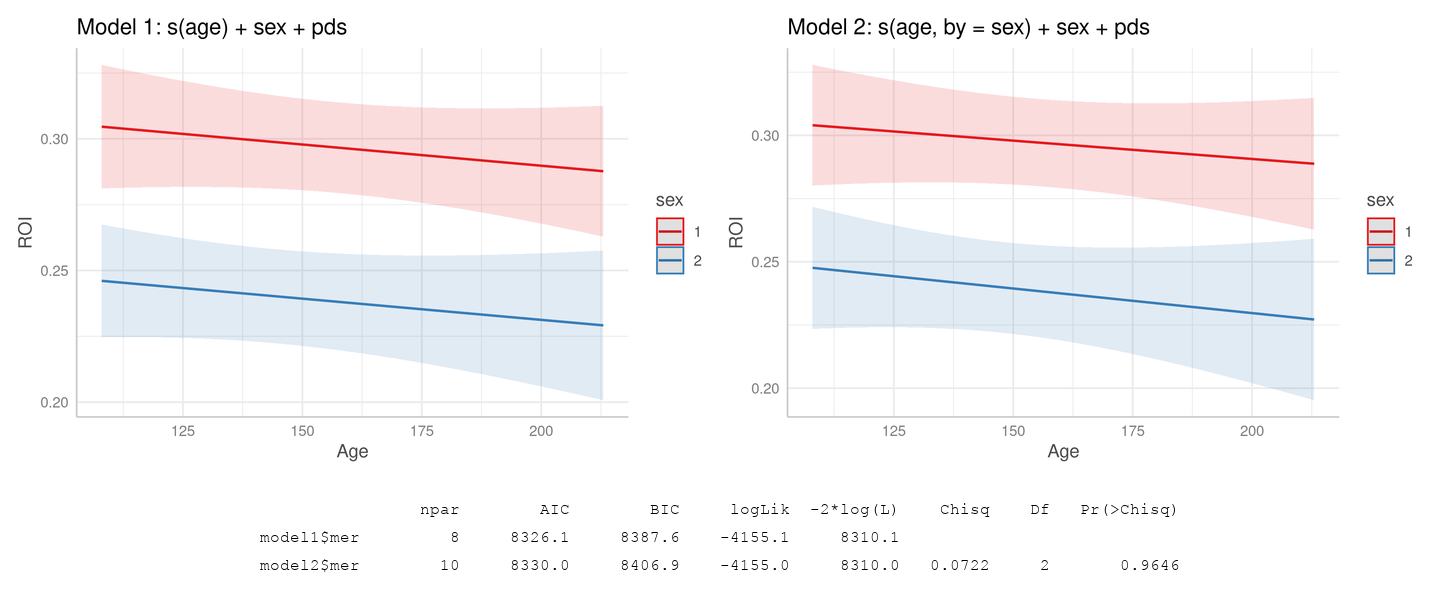 Model 1: s(age) + sex + pds
0.30
0.25
0.20
ROI
125 150 175 200
Age
sex
1
2
Model 2: s(age, by = sex) + sex + pds
0.30
0.25
0.20
ROI
125 150 175 200
Age
sex
1
2
npar AIC BIC logLik -2*log(L) Chisq Df Pr(>Chisq)
model1$mer 8 8326.1 8387.6 -4155.1 8310.1
model2$mer 10 8330.0 8406.9 -4155.0 8310.0 0.0722 2 0.9646